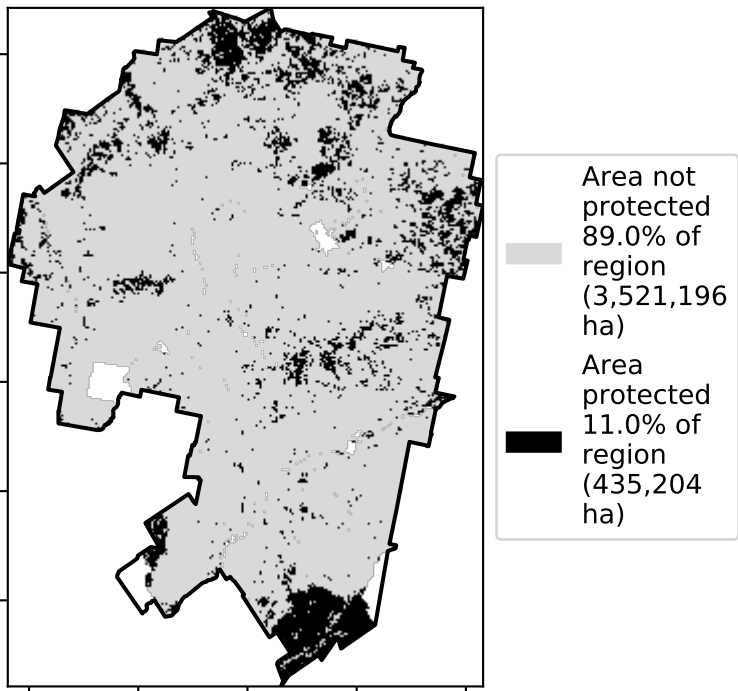 Area not
protected
89.0% of
region
(3,521,196
ha)
Area
protected
11.0% of
region
(435,204
ha)